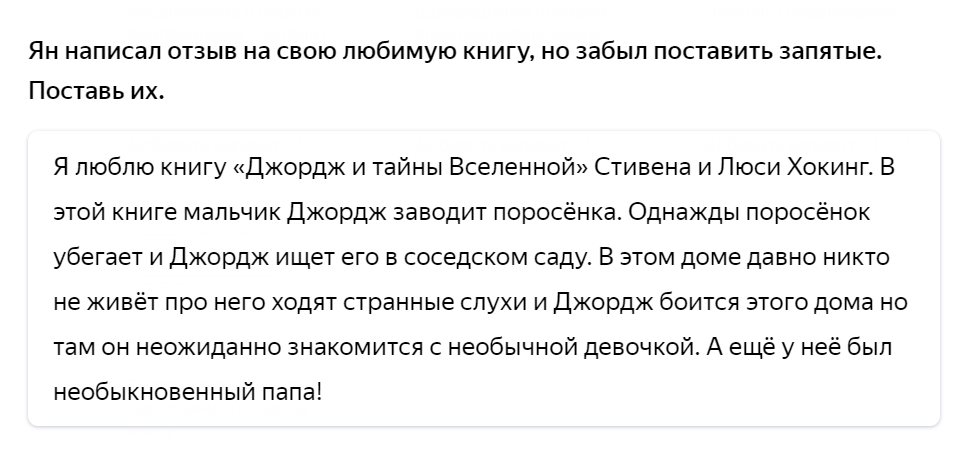 Ян написал отзыв на свою любимую книгу, но забыл поставить запятые.
Поставь их.
Я люблю книгу «Джордж и тайны Вселенной» Стивена и Люси Хокинг. В
этой книге мальчик Джордж заводит поросёнка. Однажды поросёнок
убегает и Джордж ищет его в соседском саду. В этом доме давно никто
не живёт про него ходят странные слухи и Джордж боится этого дома но
там он неожиданно знакомится с необычной девочкой. А ещё у неё был
необыкновенный папа!